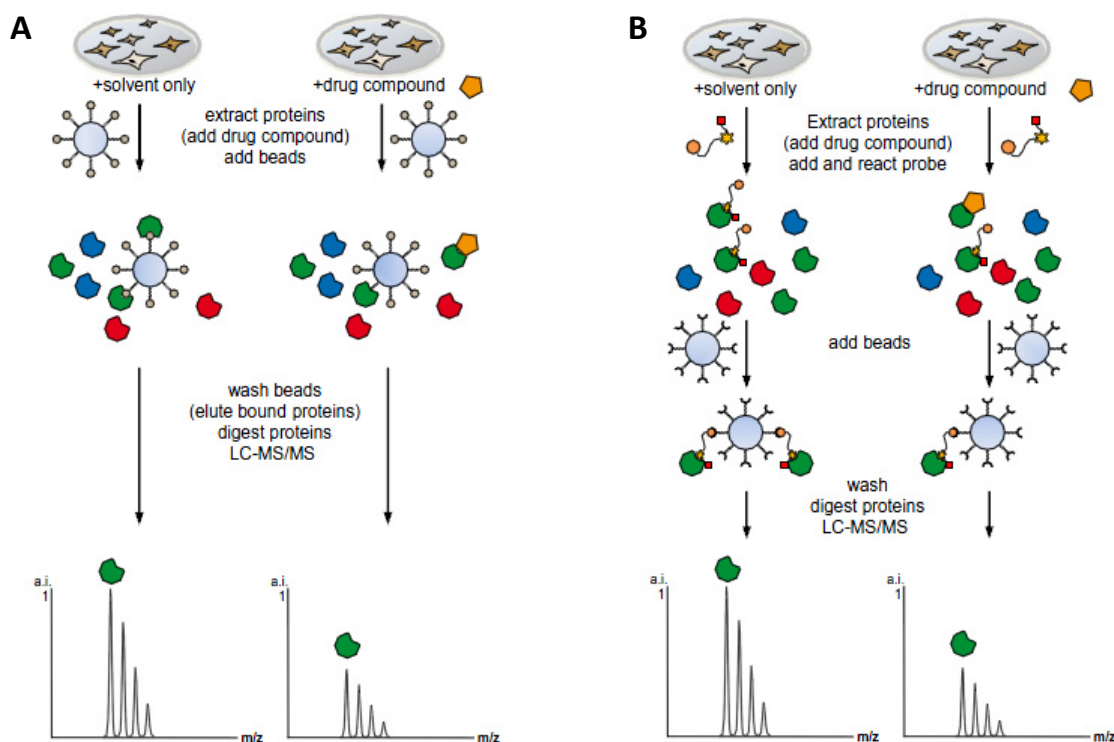 A
+solvent only
+drug compound
extract proteins
(add drug compound)
add beads
wash beads
(elute bound proteins)
digest proteins
LC-MS/MS
a.i.
1
m/z
a.i.
1
m/z
B
+solvent only
+drug compound
Extract proteins
(add drug compound)
add and react probe
add beads
wash
digest proteins
LC-MS/MS
a.i.
1
m/z
a.i.
1
m/z